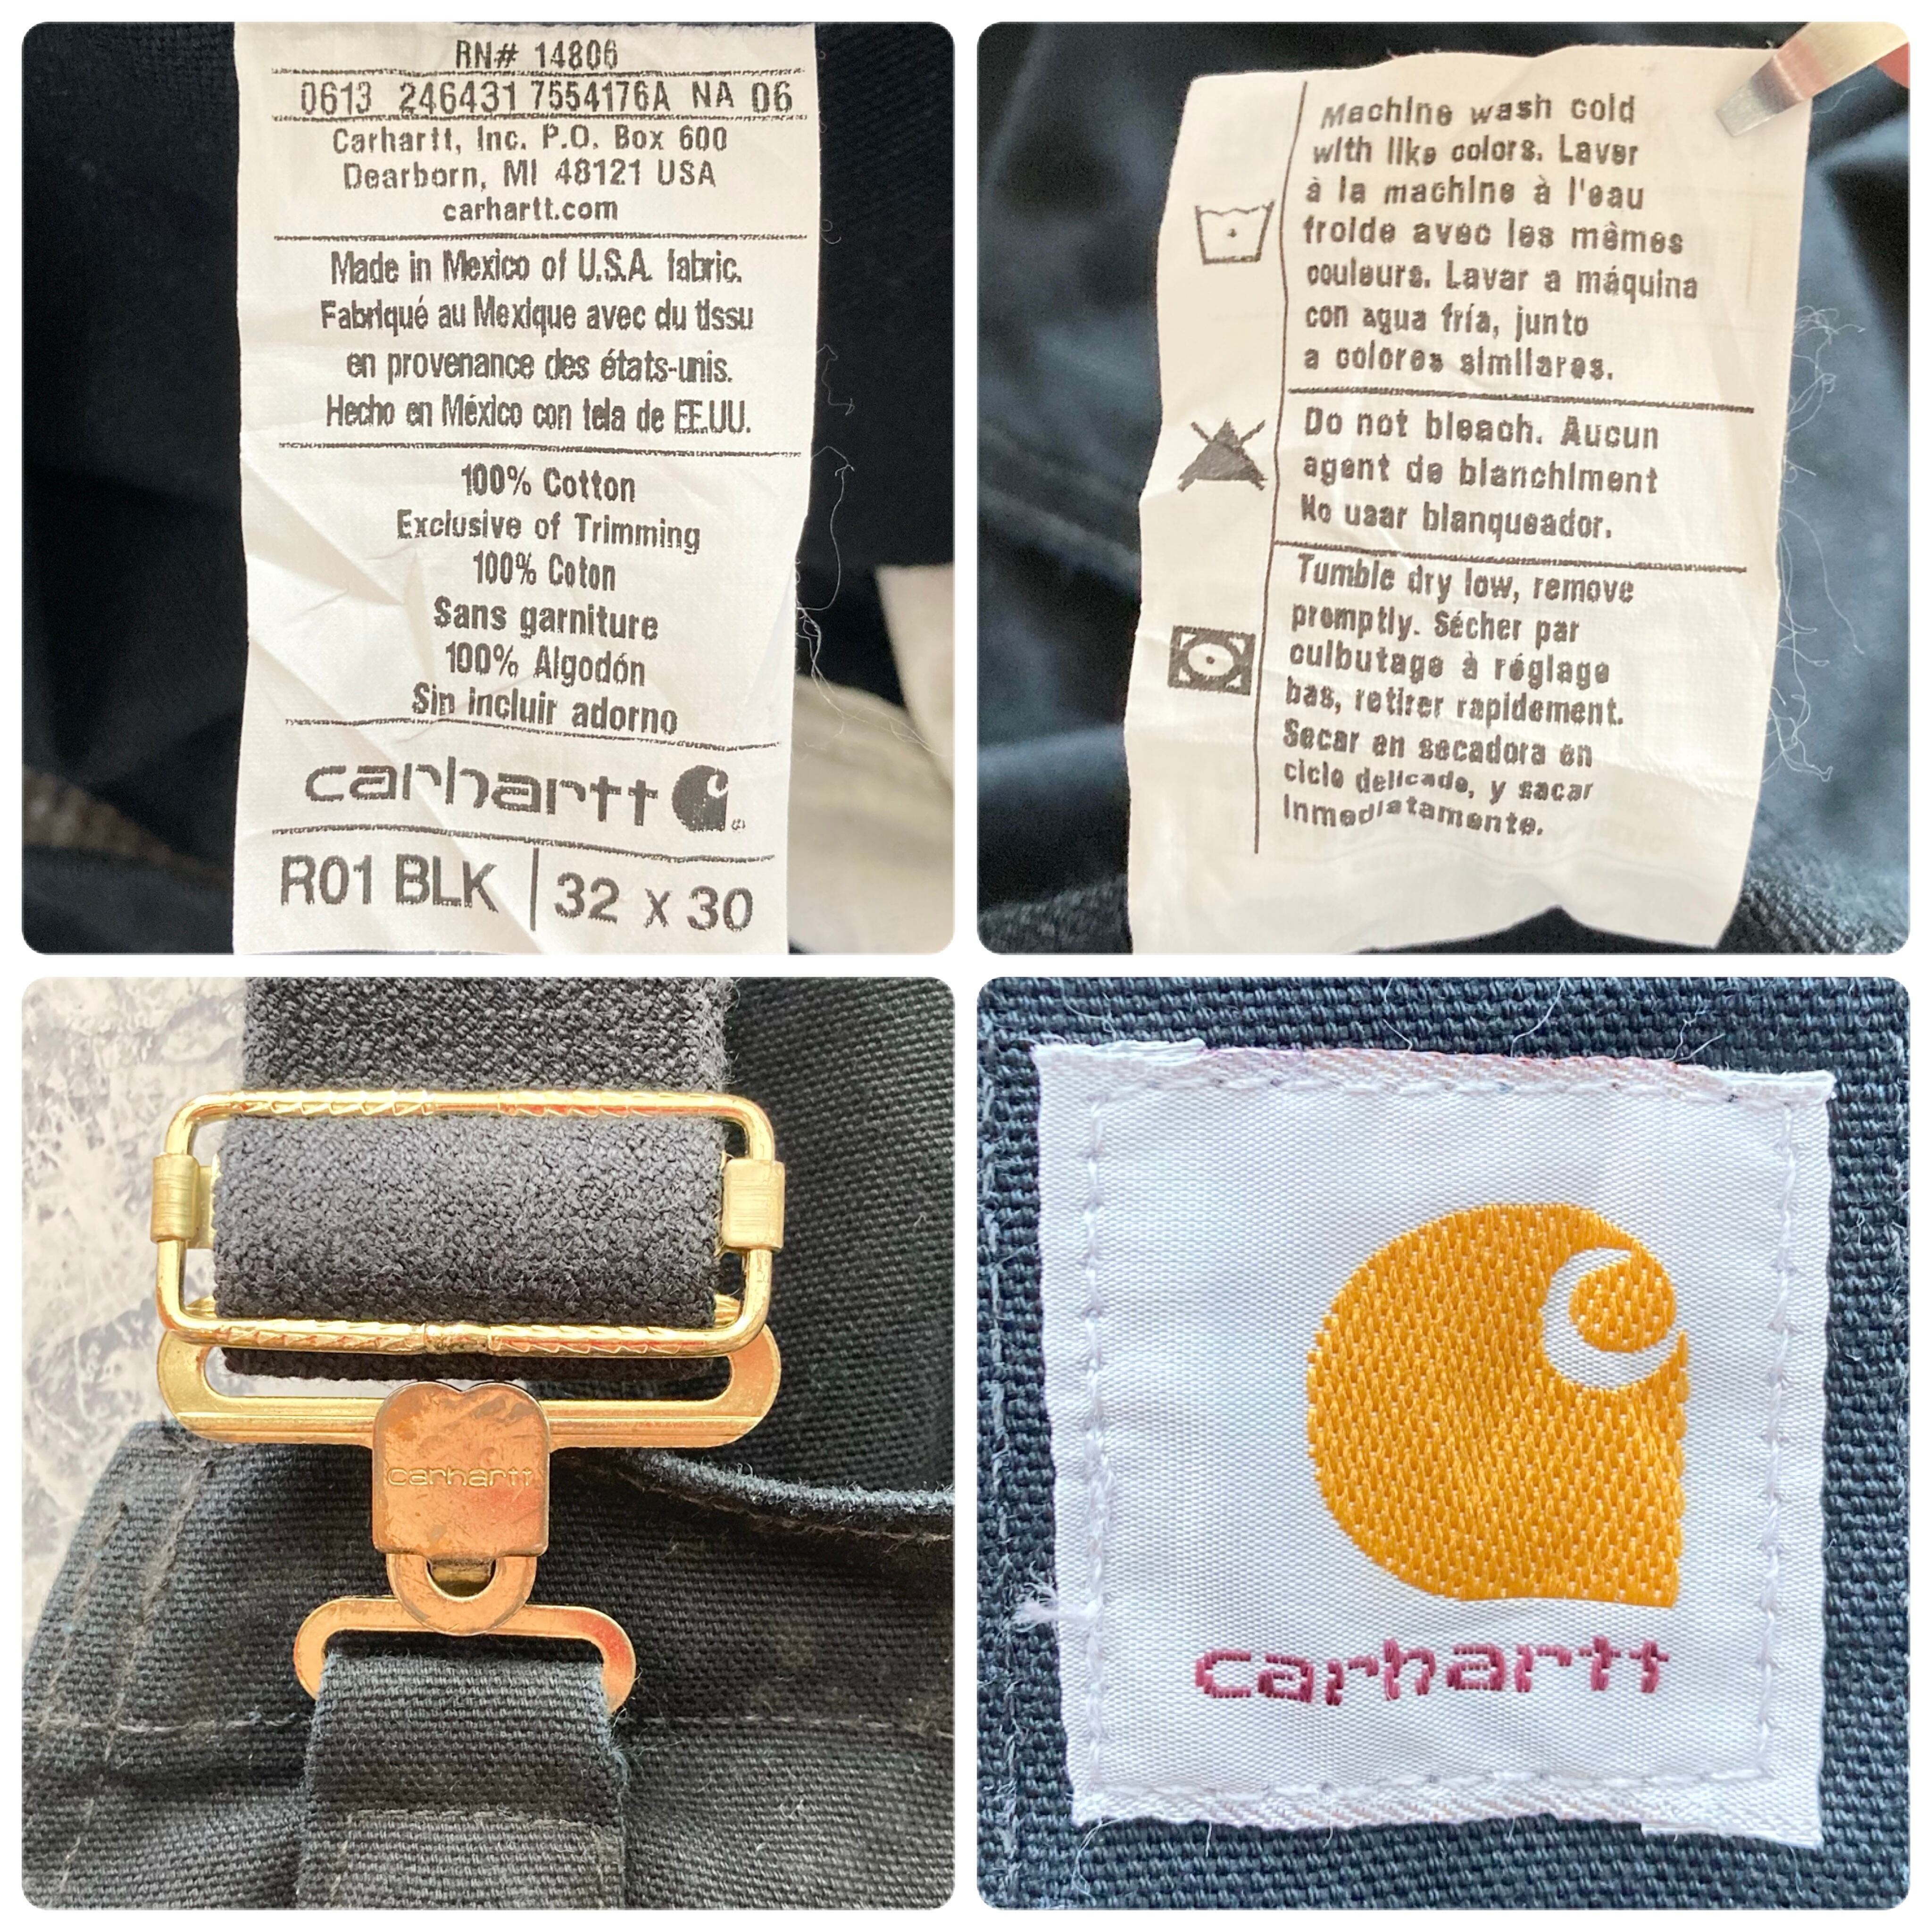 RN# 14806
0613 246431 7554176A NA 06
Carhartt, Inc. P.O. Box 600
Dearborn, MI 48121 USA
carhartt.com
Made in Mexico of U.S.A. fabric.
Fabriqué au Mexique avec du tissu
en provenance des états-unis.
Hecho en México con tela de EE.UU.
100% Cotton
Exclusive of Trimming
100% Coton
Sans garniture
100% Algodón
Sin incluir adorno
carhartt
R01 BLK 32 x 30
Machine wash cold
with like colors. Laver
à la machine à l'eau
froide avec les mêmes
couleurs. Lavar a máquina
con agua fría, junto
a colores similares.
Do not bleach. Aucun
agent de blanchiment
No usar blanqueador.
Tumble dry low, remove
promptly. Sécher par
culbutage à réglage
bas, retirer rapidement.
Secar en secadora en
ciclo delicado, y sacar
inmediatamente.
carhartt
carhartt